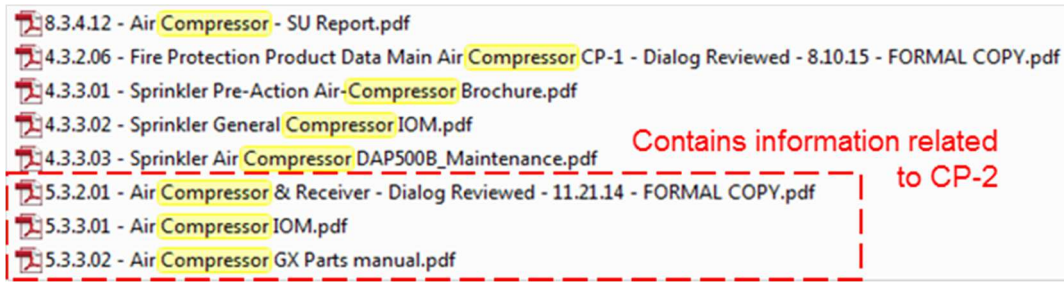 8.3.4.12 - Air Compressor - SU Report.pdf
4.3.2.06 - Fire Protection Product Data Main Air Compressor CP-1 - Dialog Reviewed - 8.10.15 - FORMAL COPY.pdf
4.3.3.01 - Sprinkler Pre-Action Air-Compressor Brochure.pdf
4.3.3.02 - Sprinkler General Compressor IOM.pdf
4.3.3.03 - Sprinkler Air Compressor DAP500B_Maintenance.pdf
Contains information related
to CP-2
5.3.2.01 - Air Compressor & Receiver - Dialog Reviewed - 11.21.14 - FORMAL COPY.pdf
5.3.3.01 - Air Compressor IOM.pdf
5.3.3.02 - Air Compressor GX Parts manual.pdf